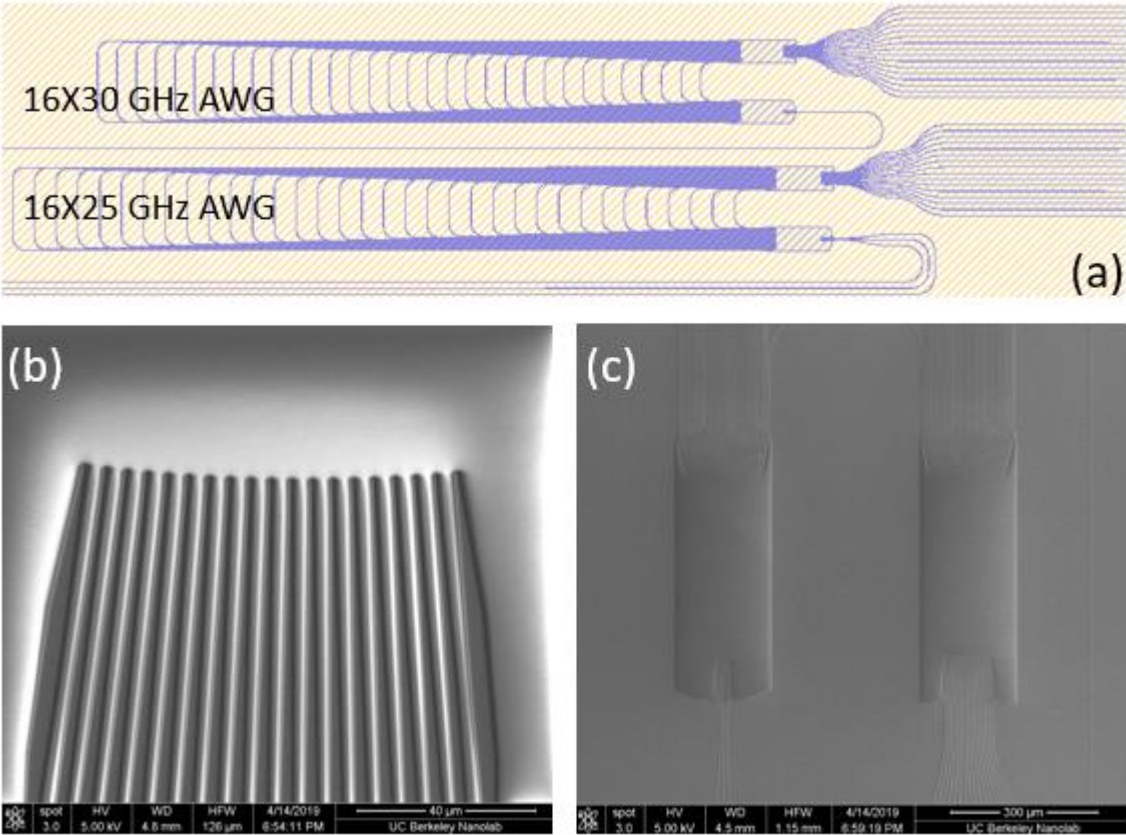 16X30 GHz AWG
16X25 GHz AWG
(a)
(b)
(c)
spot HV WD HFW 4/14/2019 40 µm
3.0 5.00 kV 4.8 mm 126 µm 6:54:11 PM UC Berkeley Nanolab
spot HV WD HFW 4/14/2019 300 µm
3.0 5.00 kV 4.5 mm 1.15 mm 6:59:19 PM UC Berkeley Nanolab